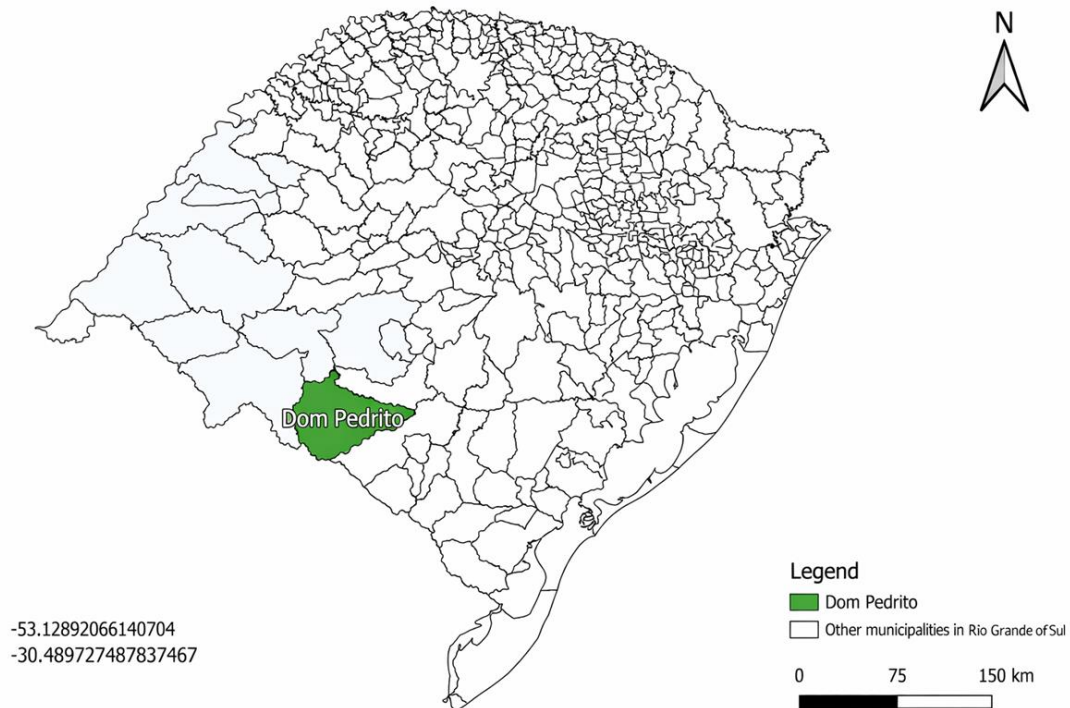 N
Dom Pedrito
-53.12892066140704
-30.489727487837467
Legend
Dom Pedrito
Other municipalities in Rio Grande of Sul
0 75 150 km